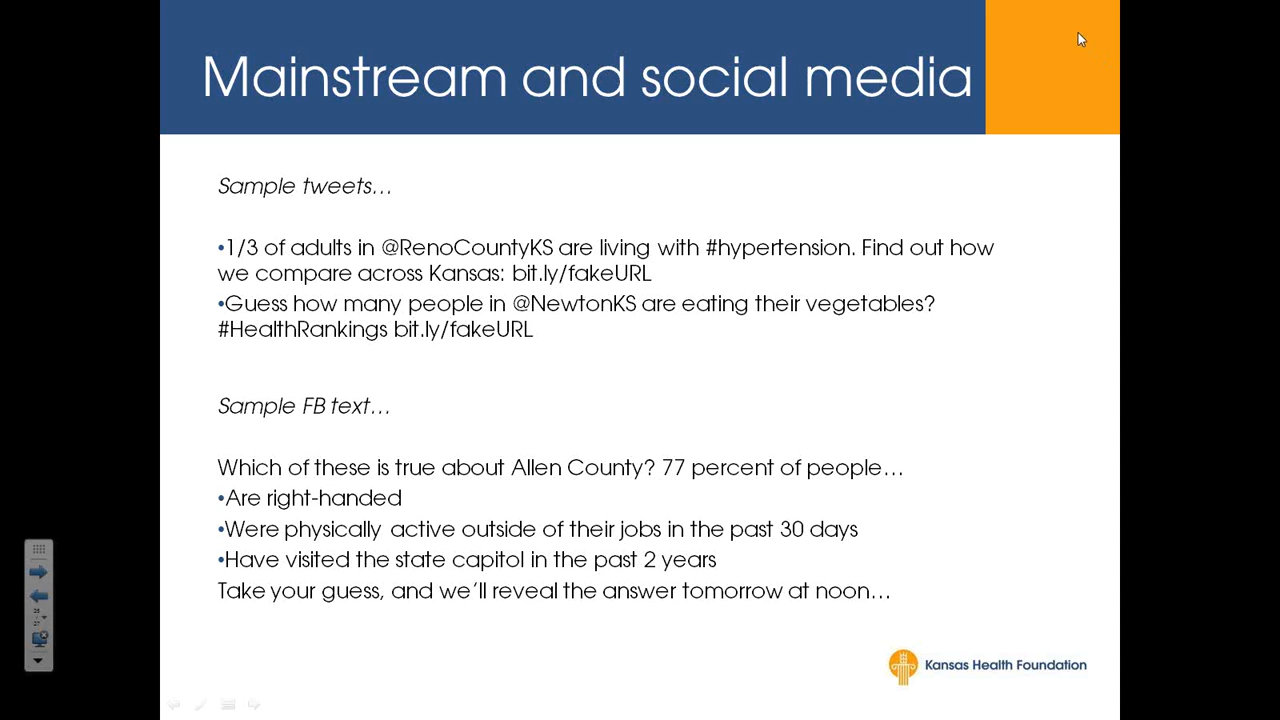 Mainstream and social media
Sample tweets…
•1/3 of adults in @RenoCountyKS are living with #hypertension. Find out how
we compare across Kansas: bit.ly/fakeURL
•Guess how many people in @NewtonKS are eating their vegetables?
#HealthRankings bit.ly/fakeURL
Sample FB text…
Which of these is true about Allen County? 77 percent of people…
•Are right-handed
•Were physically active outside of their jobs in the past 30 days
•Have visited the state capitol in the past 2 years
Take your guess, and we’ll reveal the answer tomorrow at noon…
Kansas Health Foundation